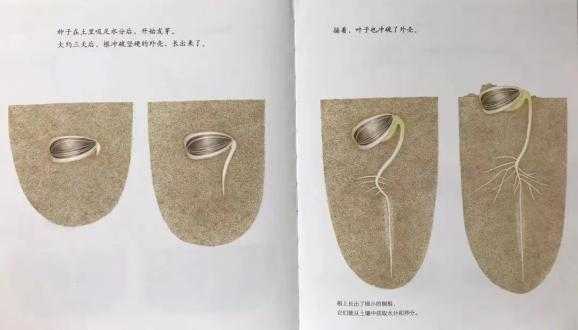 种子在土里吸足水分后，开始发芽。
大约三天后，根冲破坚硬的外壳，长出来了。
接着，叶子也冲破了外壳。
根上长出了细小的侧根，
它们能从土壤中获取水分和养分。